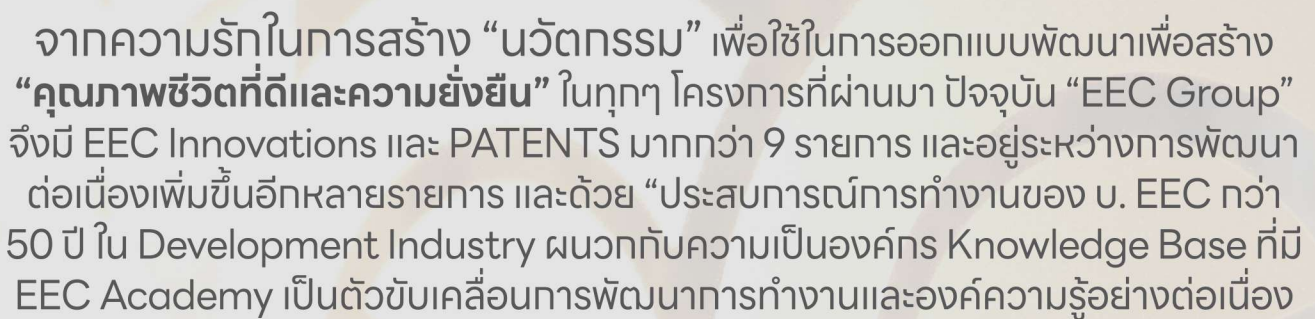 จากความรักในการสร้าง “นวัตกรรม” เพื่อใช้ในการออกแบบพัฒนาเพื่อสร้าง
“คุณภาพชีวิตที่ดีและความยั่งยืน” ในทุกๆ โครงการที่ผ่านมา ปัจจุบัน “EEC Group”
จึงมี EEC Innovations และ PATENTS มากกว่า 9 รายการ และอยู่ระหว่างการพัฒนา
ต่อเนื่องเพิ่มขึ้นอีกหลายรายการ และด้วย “ประสบการณ์การทำงานของ บ. EEC กว่า
50 ปี ใน Development Industry ผนวกกับความเป็นองค์กร Knowledge Base ที่มี
EEC Academy เป็นตัวขับเคลื่อนการพัฒนาการทำงานและองค์ความรู้อย่างต่อเนื่อง